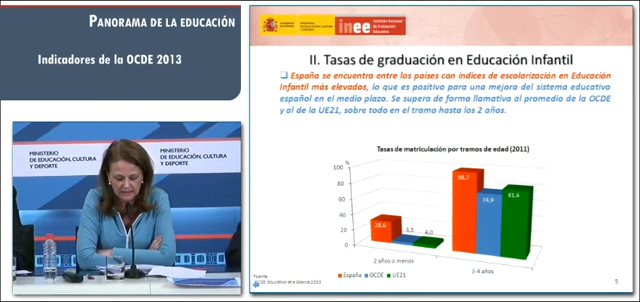 PANORAMA DE LA EDUCACIÓN
Indicadores de la OCDE 2013
MINISTERIO
DE EDUCACIÓN, CULTURA
Y DEPORTE
MINISTERIO
DE EDUCACIÓN, CULTURA
Y DEPORTE
inee
Instituto Nacional
de Evaluación
Educativa
II. Tasas de graduación en Educación Infantil
España se encuentra entre los países con índices de escolarización en Educación
Infantil más elevados, lo que es positivo para una mejora del sistema educativo
español en el medio plazo. Se supera de forma llamativa al promedio de la OCDE
y al de la UE21, sobre todo en el tramo hasta los 2 años.
Tasas de matriculación por tramos de edad (2011)
%
100
80
60
40
20
0
28,6
3,5
4,0
98,7
74,9
81,6
2 años o menos
3-4 años
España
OCDE
UE21
Fuente
OCDE. Education at a Glance 2013
5